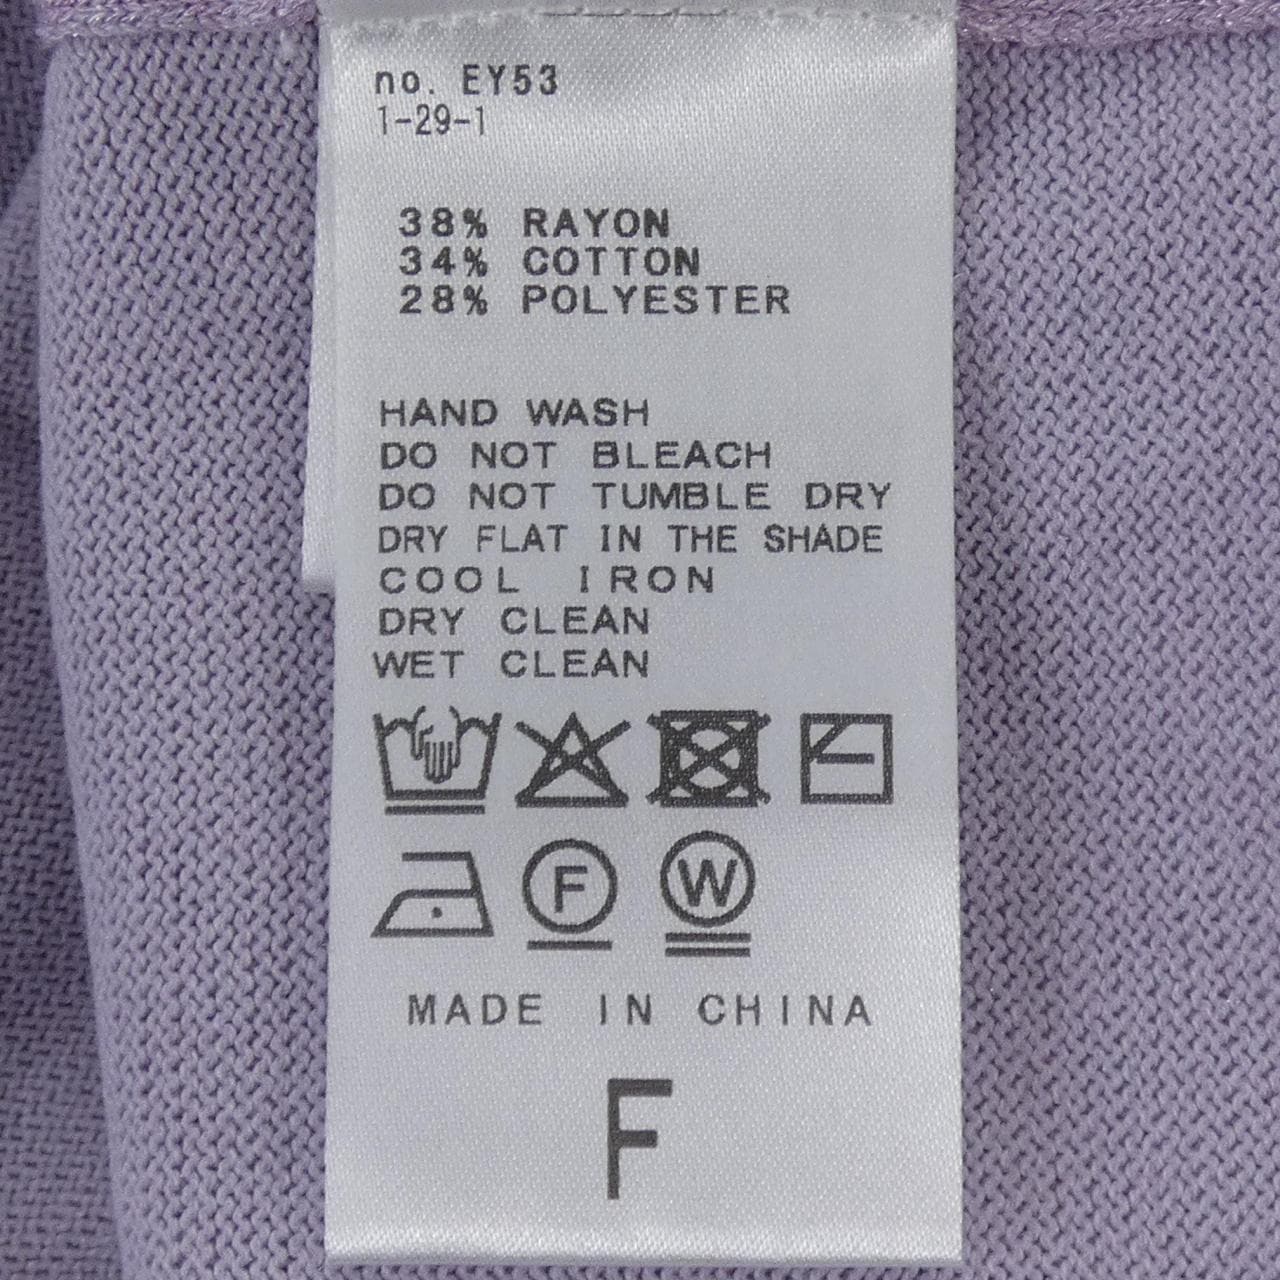 no. EY53
1-29-1
38% RAYON
34% COTTON
28% POLYESTER
HAND WASH
DO NOT BLEACH
DO NOT TUMBLE DRY
DRY FLAT IN THE SHADE
COOL IRON
DRY CLEAN
WET CLEAN
F W
MADE IN CHINA
F